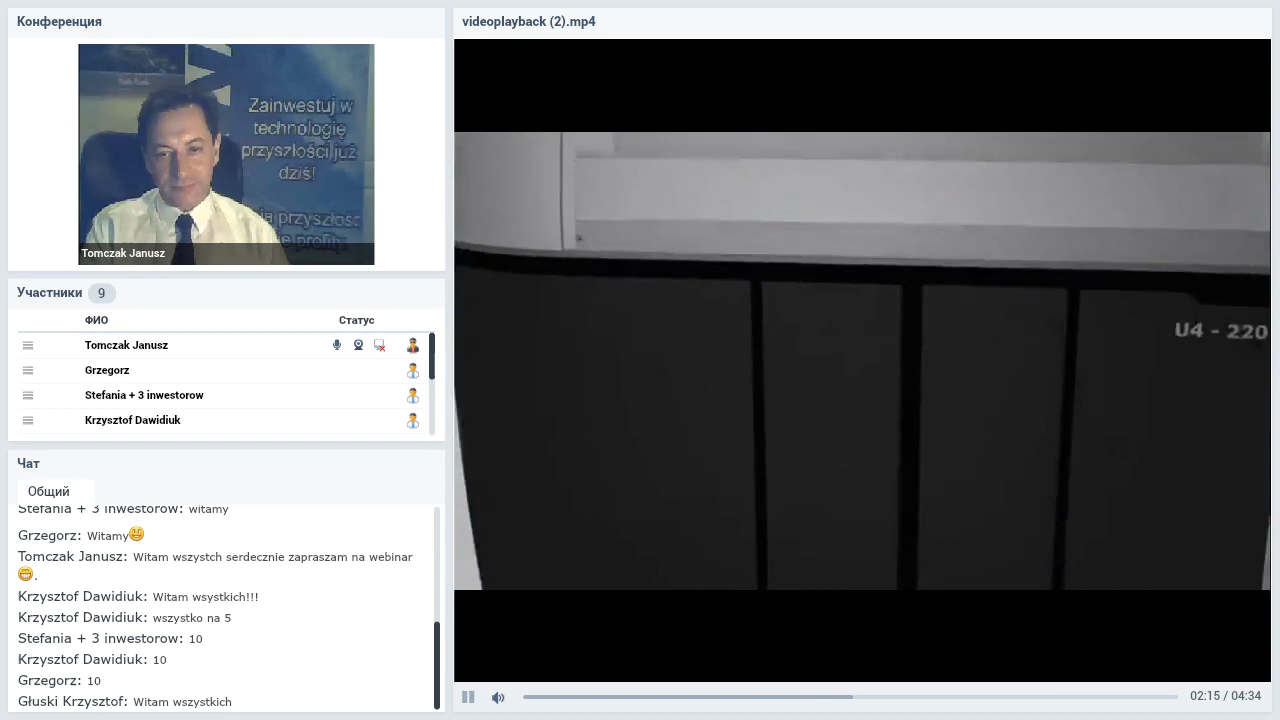 Конференция
Zainwestuj w
technologię
przyszłości już
dziś!
Tomczak Janusz
Участники 9
ФИО Статус
Tomczak Janusz
Grzegorz
Stefania + 3 inwestorow
Krzysztof Dawidiuk
Чат
Общий
Stefania + 3 inwestorow: witamy
Grzegorz: Witamy
Tomczak Janusz: Witam wszystch serdecznie zapraszam na webinar
.
Krzysztof Dawidiuk: Witam wsystkich!!!
Krzysztof Dawidiuk: wszystko na 5
Stefania + 3 inwestorow: 10
Krzysztof Dawidiuk: 10
Grzegorz: 10
Głuski Krzysztof: Witam wszystkich
videoplayback (2).mp4
U4 - 220
02:15 / 04:34